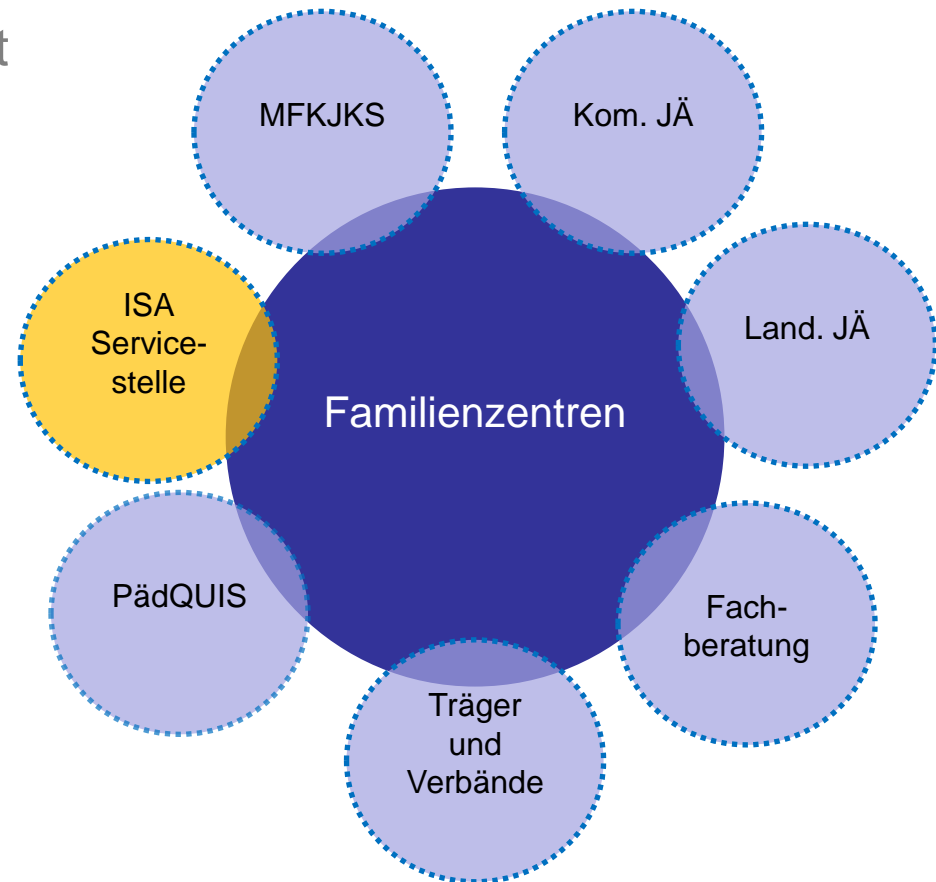 t
MFKJKS
Kom. JÄ
ISA
Service-
stelle
Land. JÄ
Familienzentren
PädQUIS
Fach-
beratung
Träger
und
Verbände